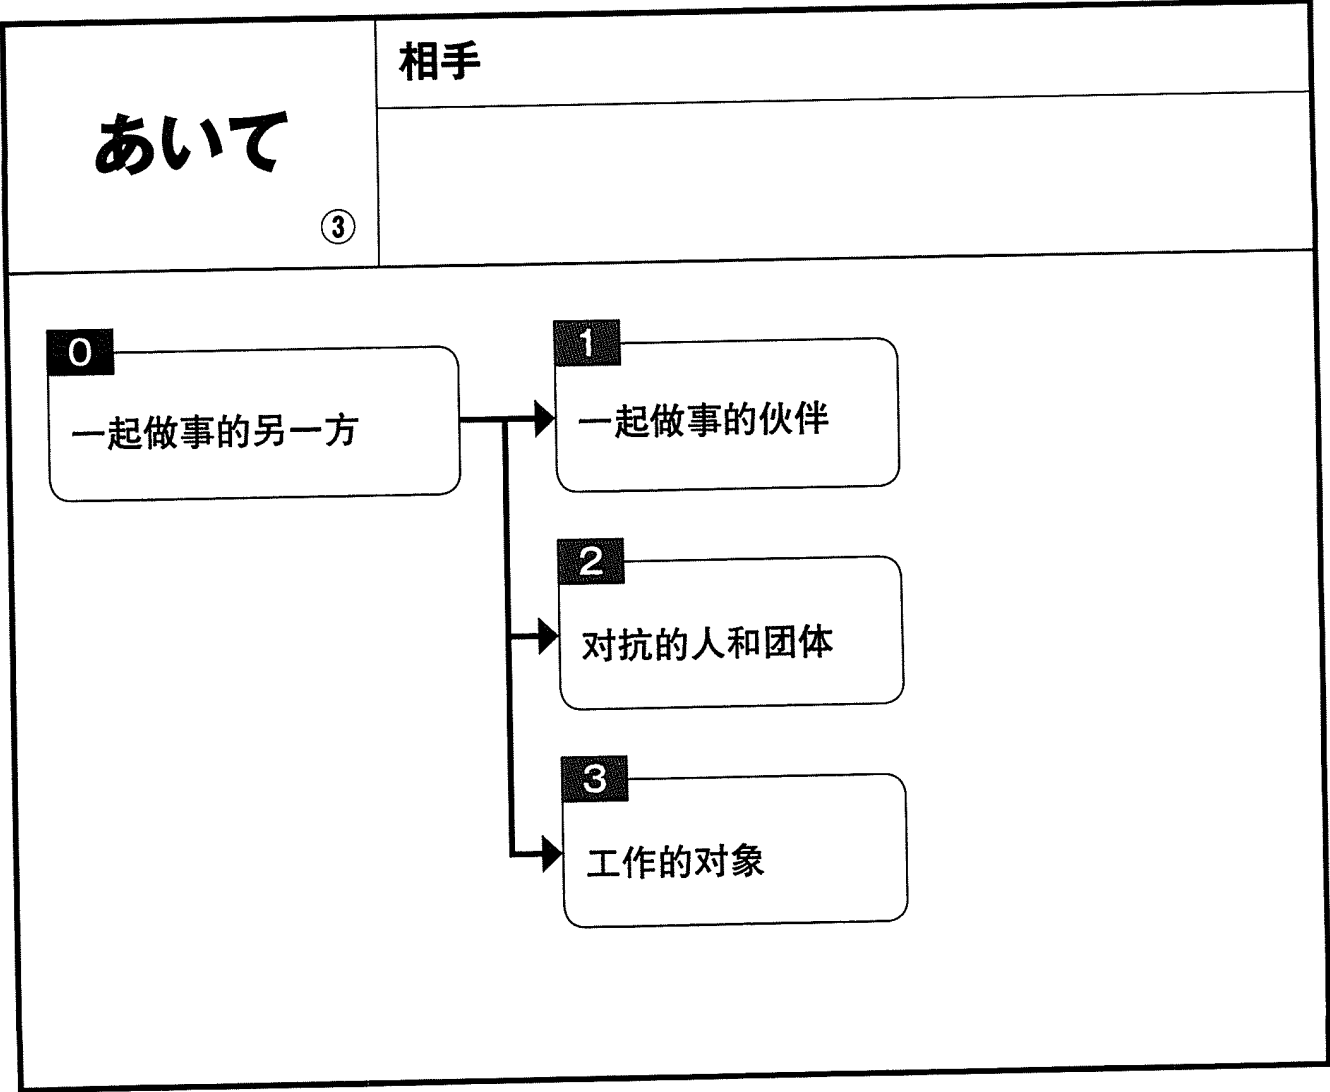 あいて
③
相手
0
一起做事的另一方
1
一起做事的伙伴
2
对抗的人和团体
3
工作的对象